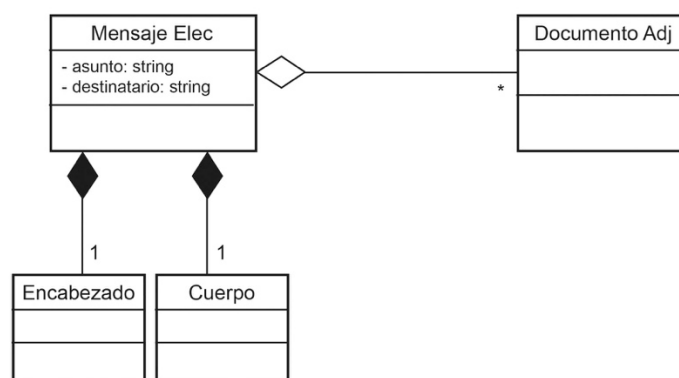 Mensaje Elec
- asunto: string
- destinatario: string
Documento Adj
*
1
1
Encabezado
Cuerpo